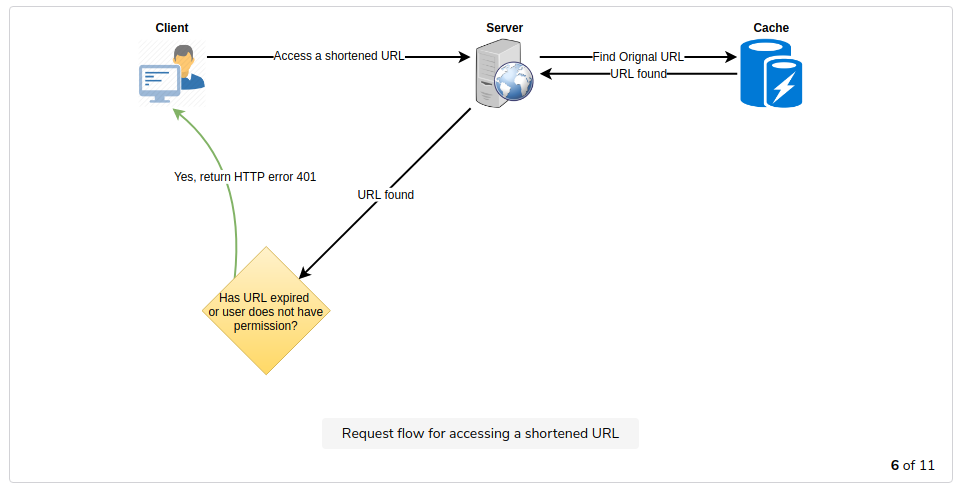 Client
Server
Cache
Access a shortened URL
Find Orignal URL
URL found
Yes, return HTTP error 401
URL found
Has URL expired
or user does not have
permission?
Request flow for accessing a shortened URL
6 of 11